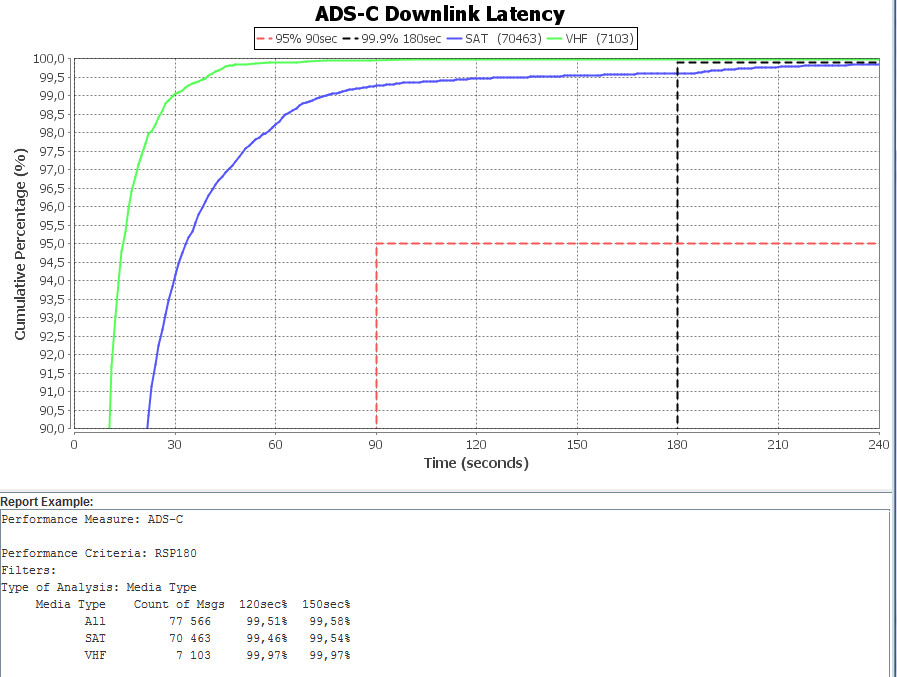 ADS-C Downlink Latency
95% 90sec 99.9% 180sec SAT (70463) VHF (7103)
100,0
99,5
99,0
98,5
98,0
97,5
97,0
96,5
96,0
95,5
95,0
94,5
94,0
93,5
93,0
92,5
92,0
91,5
91,0
90,5
90,0
Cumulative Percentage (%)
0 30 60 90 120 150 180 210 240
Time (seconds)
Report Example:
Performance Measure: ADS-C
Performance Criteria: RSP180
Filters:
Type of Analysis: Media Type
Media Type Count of Msgs 120sec% 150sec%
All 77 566 99,51% 99,58%
SAT 70 463 99,46% 99,54%
VHF 7 103 99,97% 99,97%